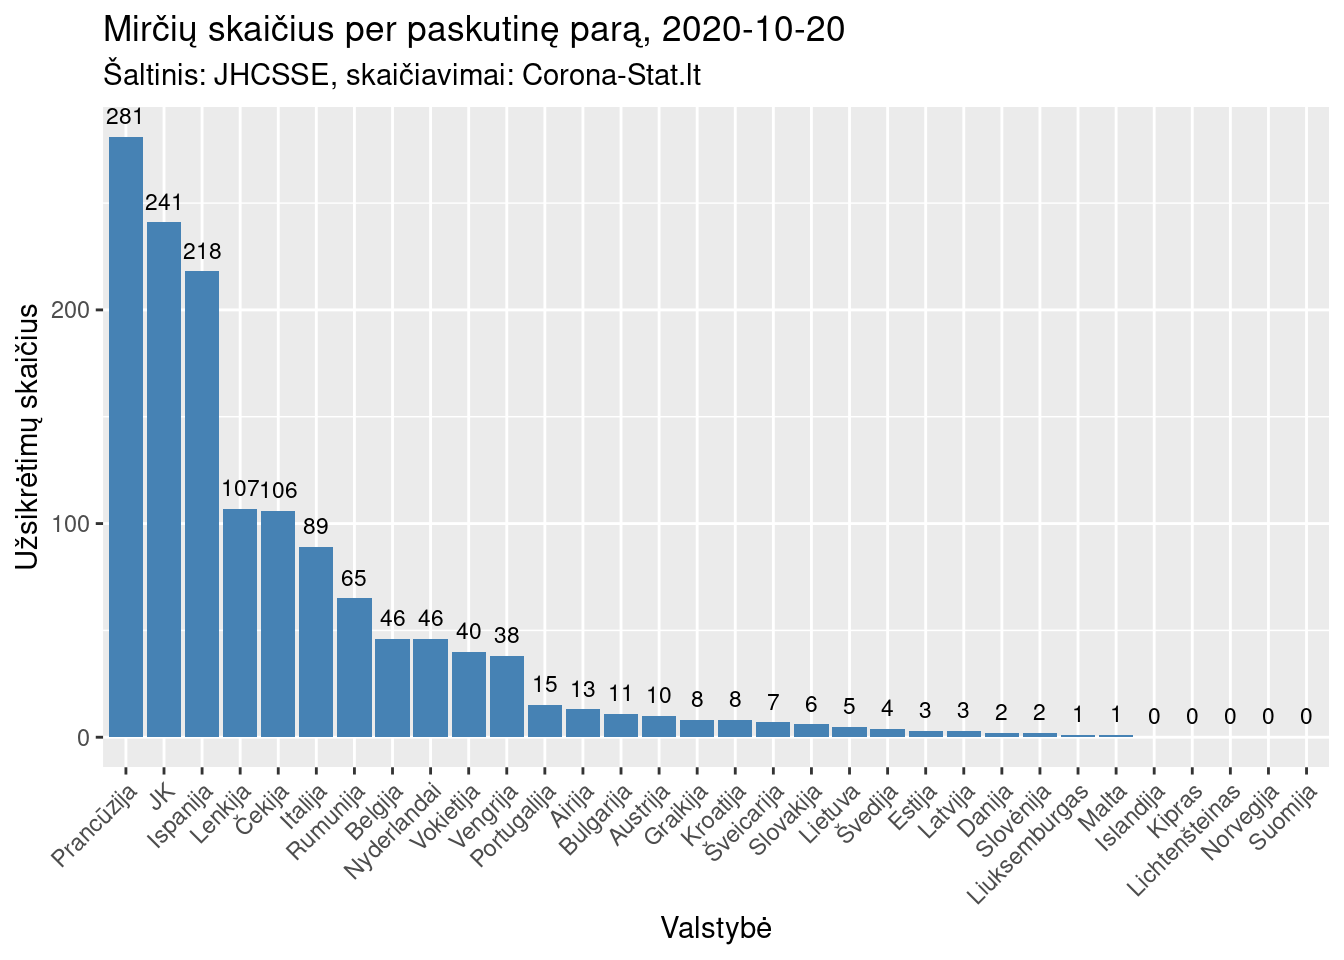 Mirčių skaičius per paskutinę parą, 2020-10-20
Šaltinis: JHCSSE, skaičiavimai: Corona-Stat.lt
Užsikrėtimų skaičius
200
100
0
281
241
218
107
106
89
65
46
46
40
38
15
13
11
10
8
8
7
6
5
4
3
3
2
2
1
1
0
0
0
0
0
Prancūzija
JK
Ispanija
Lenkija
Čekija
Italija
Rumunija
Belgija
Nyderlandai
Vokietija
Vengrija
Portugalija
Airija
Bulgarija
Austrija
Graikija
Kroatija
Šveicarija
Slovakija
Lietuva
Švedija
Estija
Latvija
Danija
Slovėnija
Liuksemburgas
Malta
Islandija
Kipras
Lichtenšteinas
Norvegija
Suomija
Valstybė